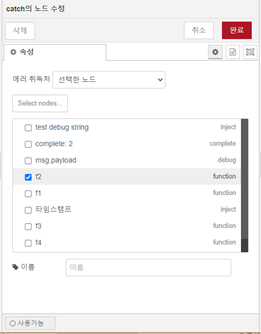 catch의 노드 수정
삭제
취소
완료
속성
에러 취득처 선택한 노드
Select nodes...
test debug string inject
complete: 2 complete
msg.payload debug
f2 function
f1 function
타임스탬프 inject
f3 function
f4 function
이름 이름
사용가능